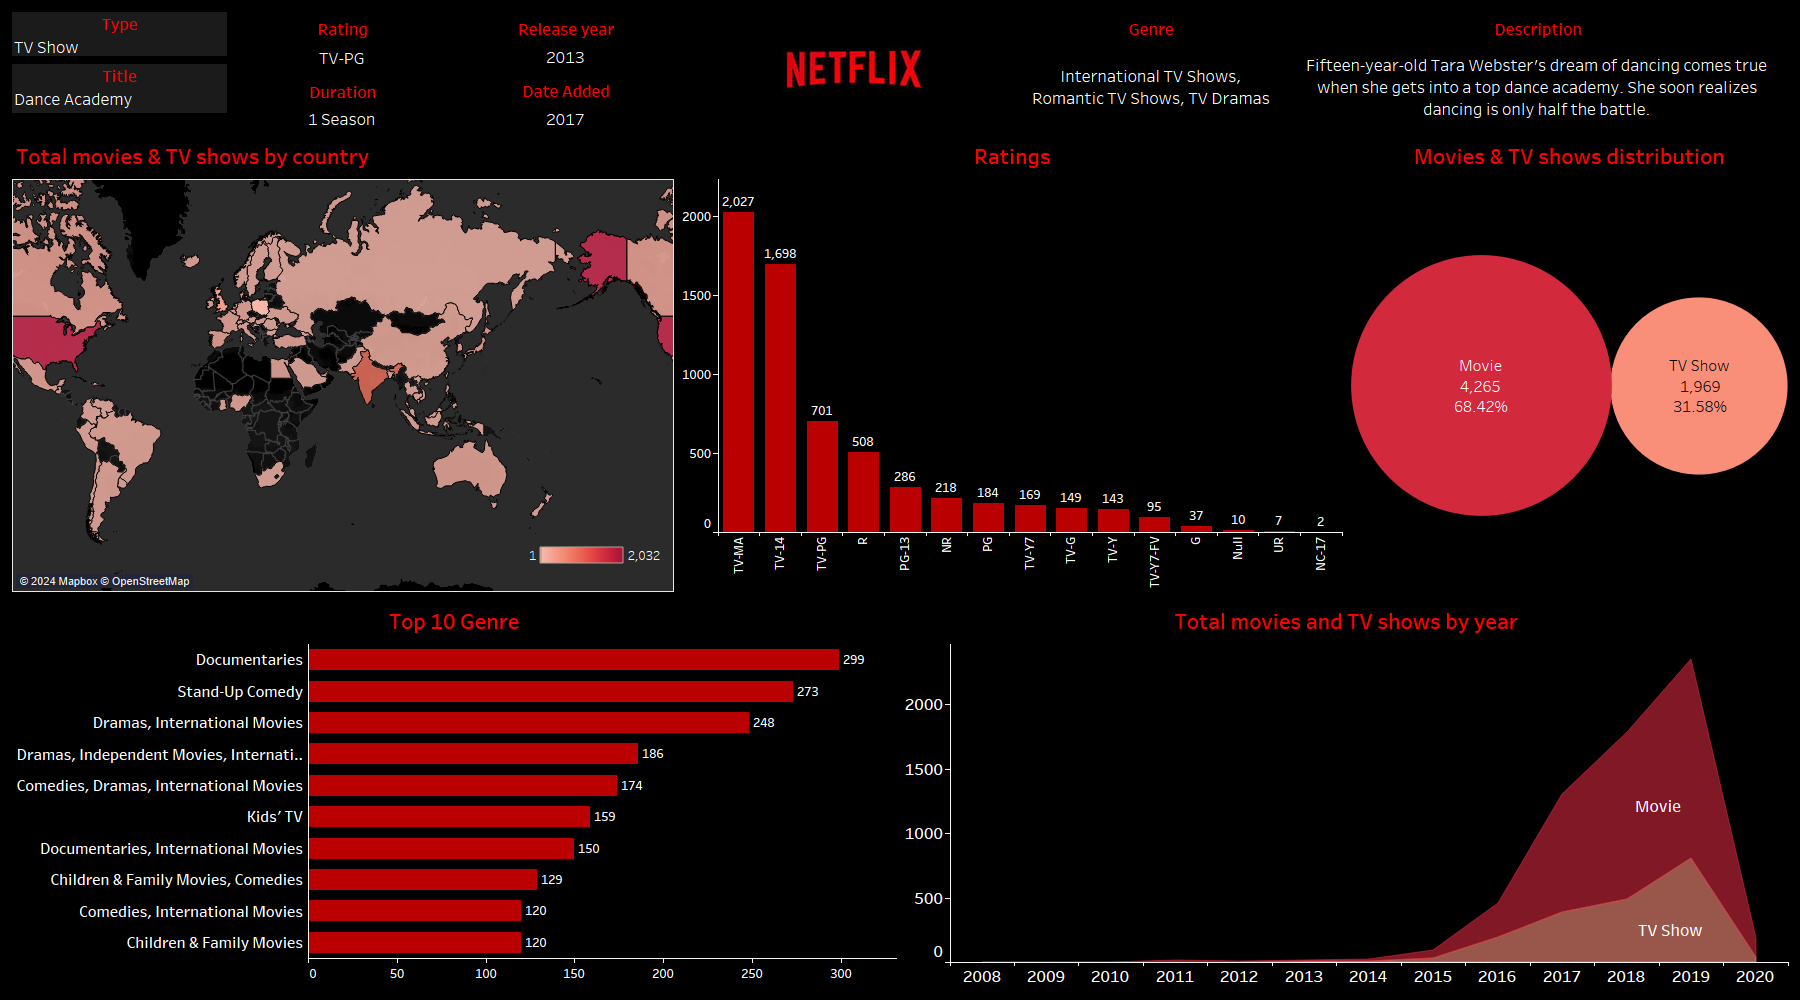 Type
TV Show
Title
Dance Academy
Rating
TV-PG
Duration
1 Season
Release year
2013
Date Added
2017
NETFLIX
Genre
International TV Shows,
Romantic TV Shows, TV Dramas
Description
Fifteen-year-old Tara Webster's dream of dancing comes true
when she gets into a top dance academy. She soon realizes
dancing is only half the battle.
Total movies & TV shows by country
1
2,032
© 2024 Mapbox © OpenStreetMap
Ratings
2000
1500
1000
500
0
2,027
1,698
701
508
286
218
184
169
149
143
95
37
10
7
2
TV-MA
TV-14
TV-PG
R
PG-13
NR
PG
TV-Y7
TV-G
TV-Y
TV-Y7-FV
G
Null
UR
NC-17
Movies & TV shows distribution
Movie
4,265
68.42%
TV Show
1,969
31.58%
Top 10 Genre
Documentaries 299
Stand-Up Comedy 273
Dramas, International Movies 248
Dramas, Independent Movies, Internati.. 186
Comedies, Dramas, International Movies 174
Kids' TV 159
Documentaries, International Movies 150
Children & Family Movies, Comedies 129
Comedies, International Movies 120
Children & Family Movies 120
0 50 100 150 200 250 300
Total movies and TV shows by year
2000
1500
1000
500
0
Movie
TV Show
2008 2009 2010 2011 2012 2013 2014 2015 2016 2017 2018 2019 2020